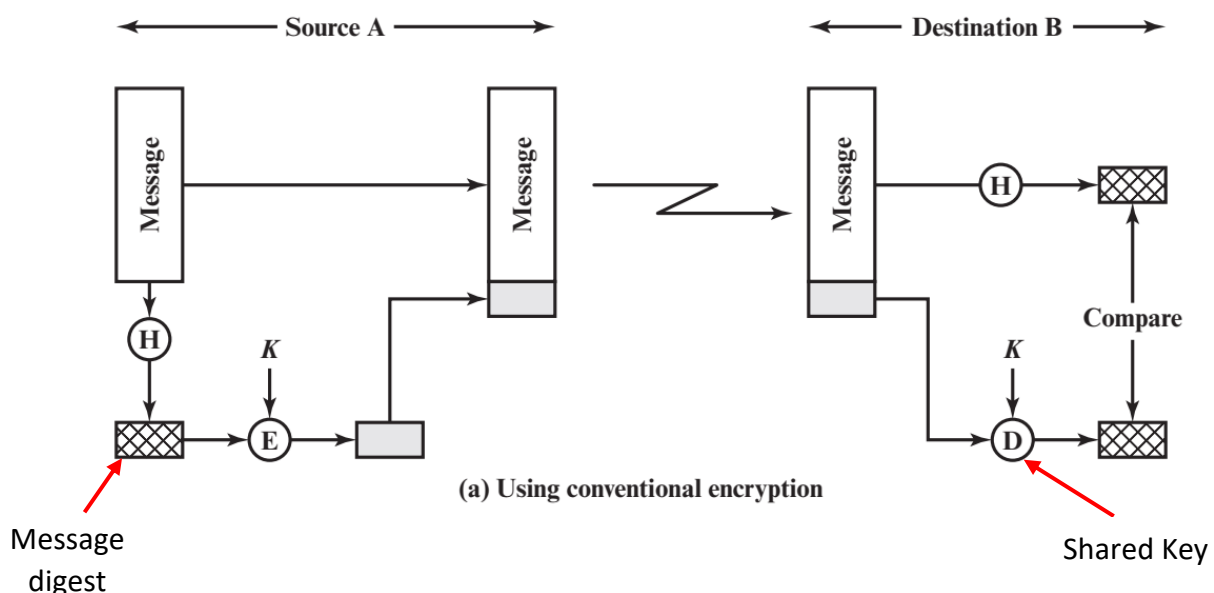 Source A
Destination B
Message
Message
Message
H
H
K
K
Compare
E
D
(a) Using conventional encryption
Message
digest
Shared Key